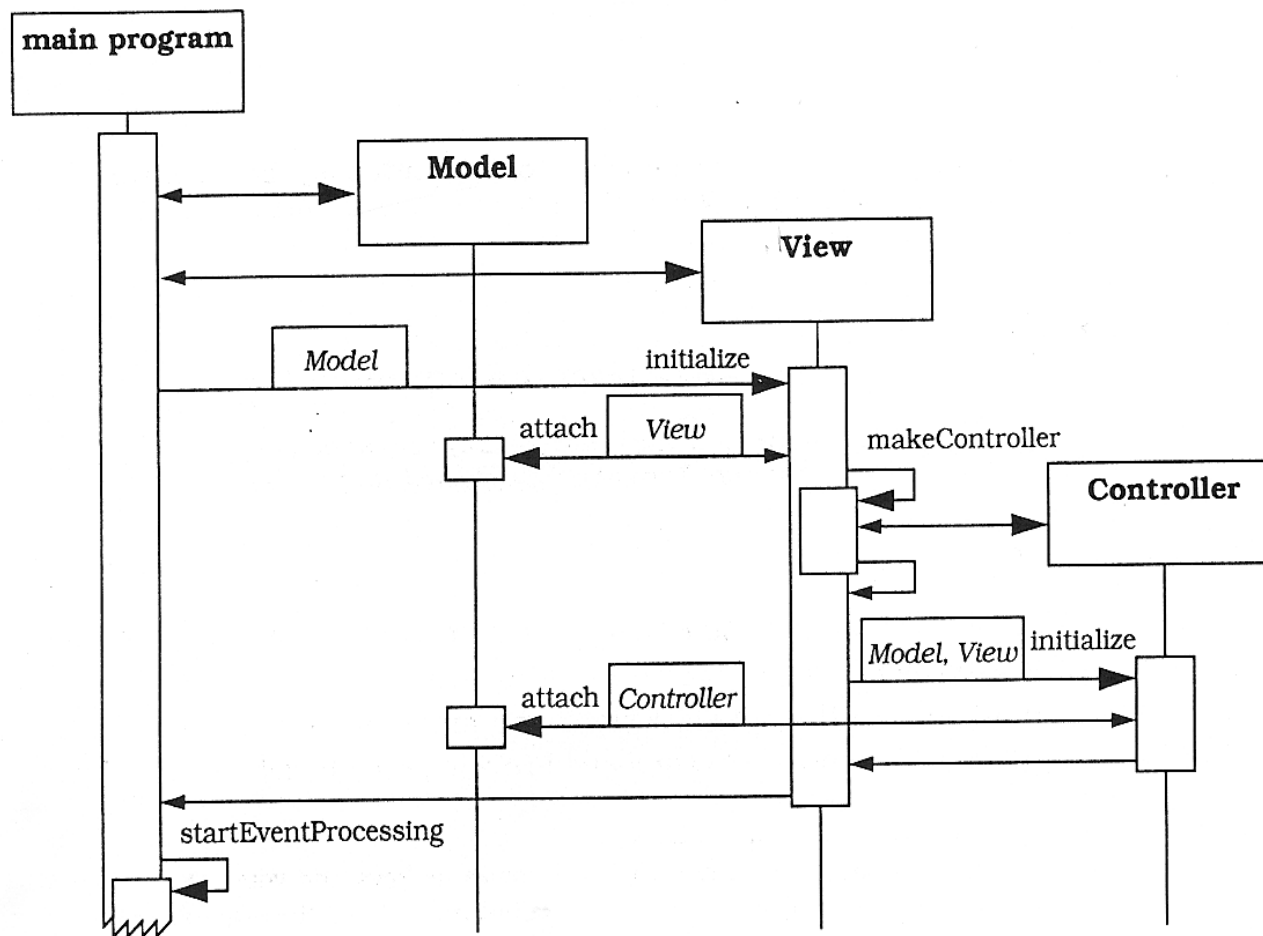 main program
Model
View
Model
initialize
attach
View
makeController
Controller
Model, View
initialize
attach
Controller
startEventProcessing